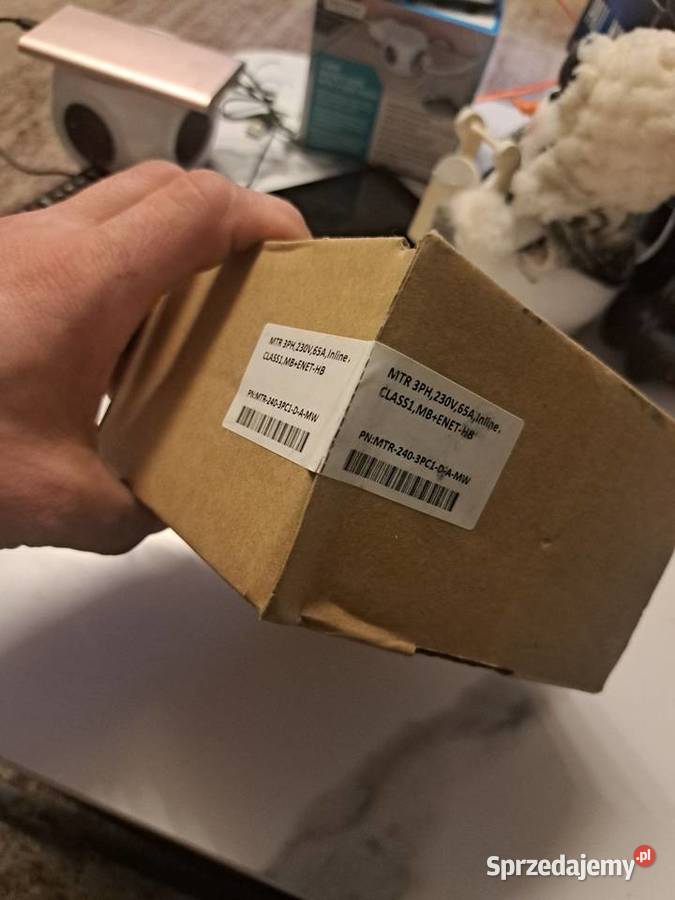 MTR 3PH,230V,65A,Inline,
CLASS1,MB+ENET-HB
PN:MTR-240-3PC1-D-A-MW
MTR 3PH,230V,65A,Inline,
CLASS1,MB+ENET-HB
PN:MTR-240-3PC1-D-A-MW
Sprzedajemy.pl